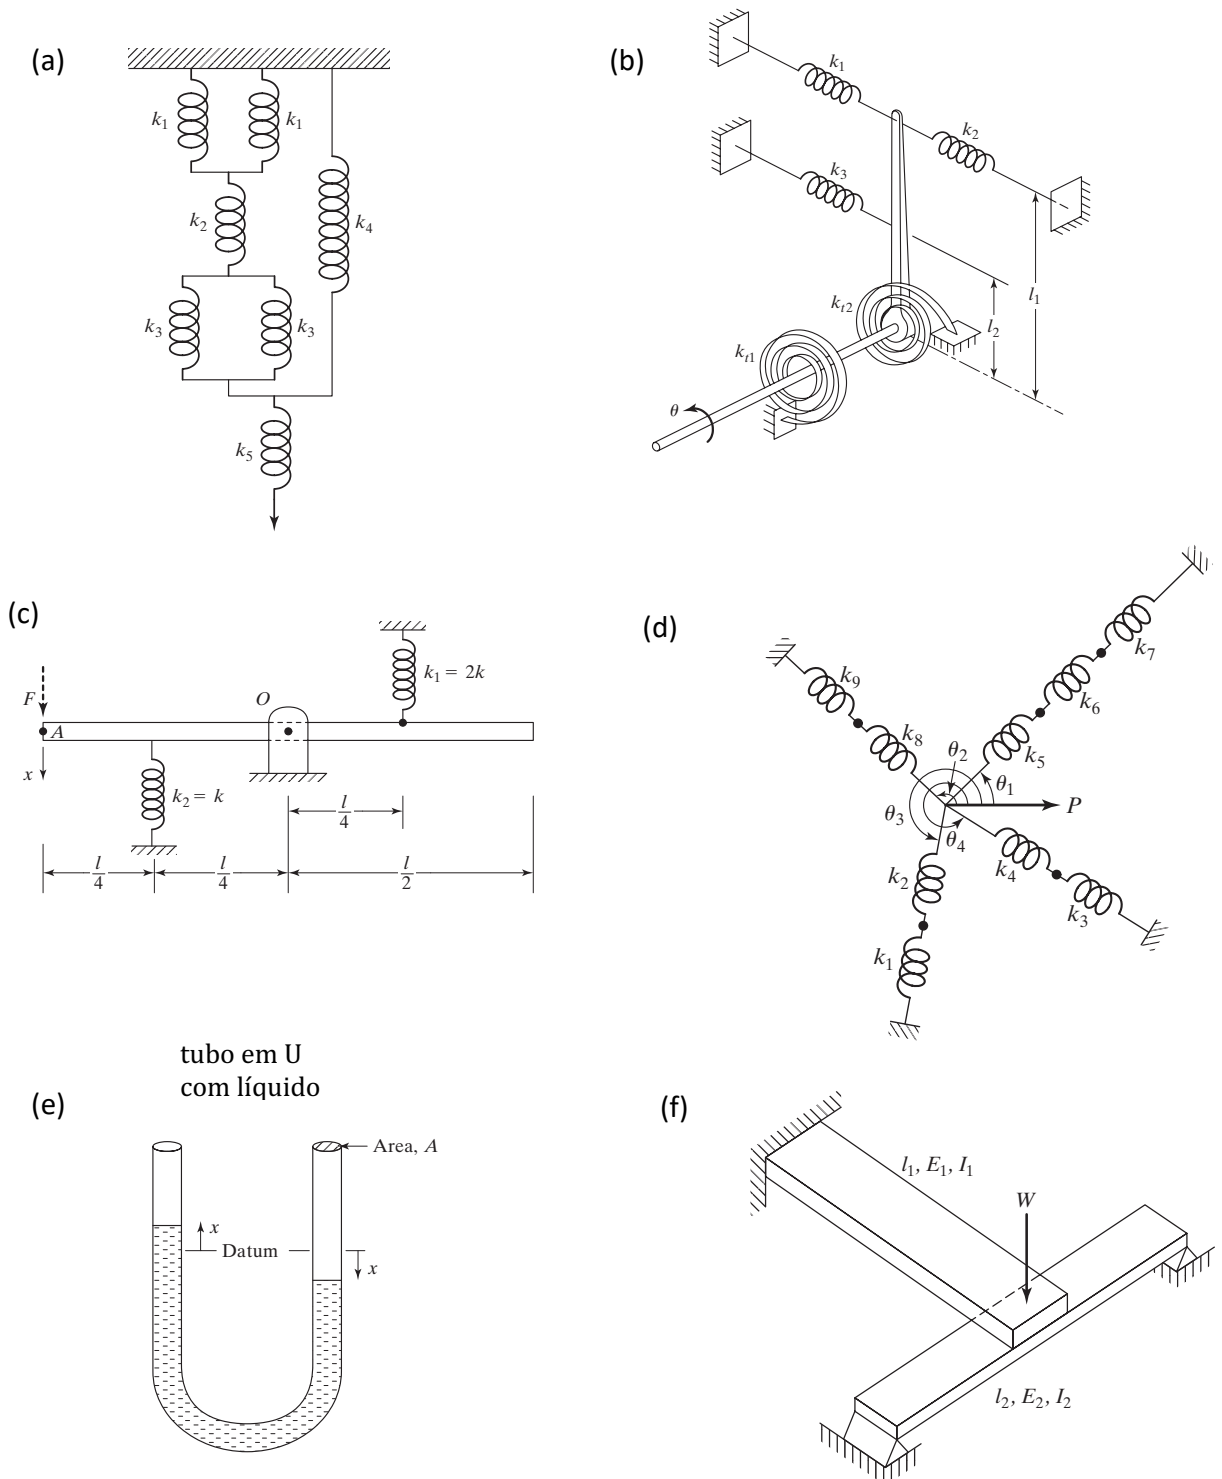 (a)
k₁
k₁
k₂
k₄
k₃
k₃
k₅
(b)
k₁
k₂
k₃
kₜ₂
l₁
l₂
kₜ₁
θ
(c)
k₁ = 2k
F
O
A
x
k₂ = k
l/4
l/4
l/4
l/2
(d)
k₉
k₇
k₈
k₆
θ₂
k₅
θ₁
P
θ₃
θ₄
k₄
k₂
k₃
k₁
tubo em U
com líquido
(e)
Area, A
x
Datum
x
(f)
l₁, E₁, I₁
W
l₂, E₂, I₂